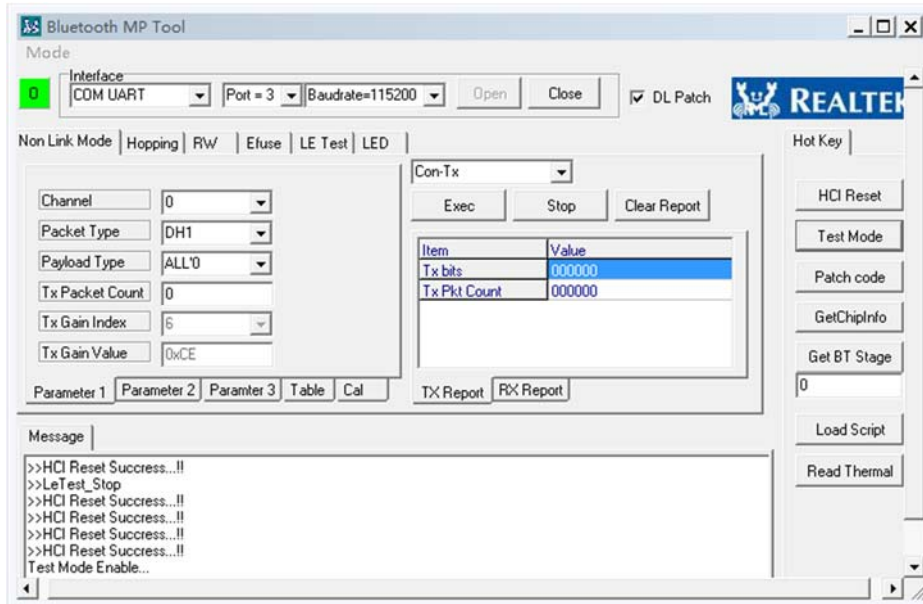 Bluetooth MP Tool
Mode
Interface
0 COM UART Port = 3 Baudrate=115200 Open Close DL Patch REALTEK
Non Link Mode Hopping RW Efuse LE Test LED Hot Key
Con-Tx
Channel 0 Exec Stop Clear Report HCI Reset
Packet Type DH1 Test Mode
Payload Type ALL'0 Item Value
Tx bits 000000 Patch code
Tx Packet Count 0 Tx Pkt Count 000000
Tx Gain Index 6 GetChipInfo
Tx Gain Value 0xCE Get BT Stage
0
Parameter 1 Parameter 2 Paramter 3 Table Cal TX Report RX Report
Message Load Script
>>HCI Reset Succress...!! Read Thermal
>>LeTest_Stop
>>HCI Reset Succress...!!
>>HCI Reset Succress...!!
>>HCI Reset Succress...!!
>>HCI Reset Succress...!!
Test Mode Enable...